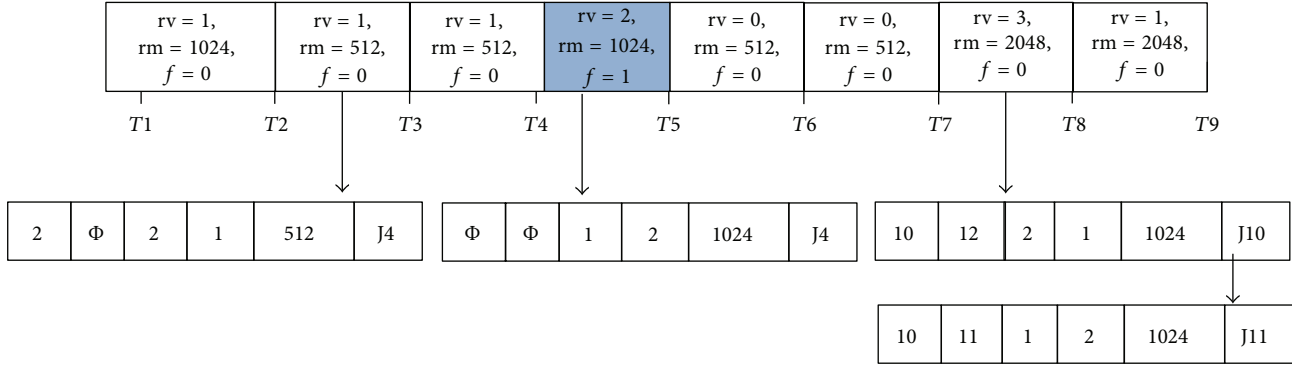 rv = 1,
rm = 1024,
f = 0
rv = 1,
rm = 512,
f = 0
rv = 1,
rm = 512,
f = 0
rv = 2,
rm = 1024,
f = 1
rv = 0,
rm = 512,
f = 0
rv = 0,
rm = 512,
f = 0
rv = 3,
rm = 2048,
f = 0
rv = 1,
rm = 2048,
f = 0
T1 T2 T3 T4 T5 T6 T7 T8 T9
2 Φ 2 1 512 J4
Φ Φ 1 2 1024 J4
10 12 2 1 1024 J10
10 11 1 2 1024 J11